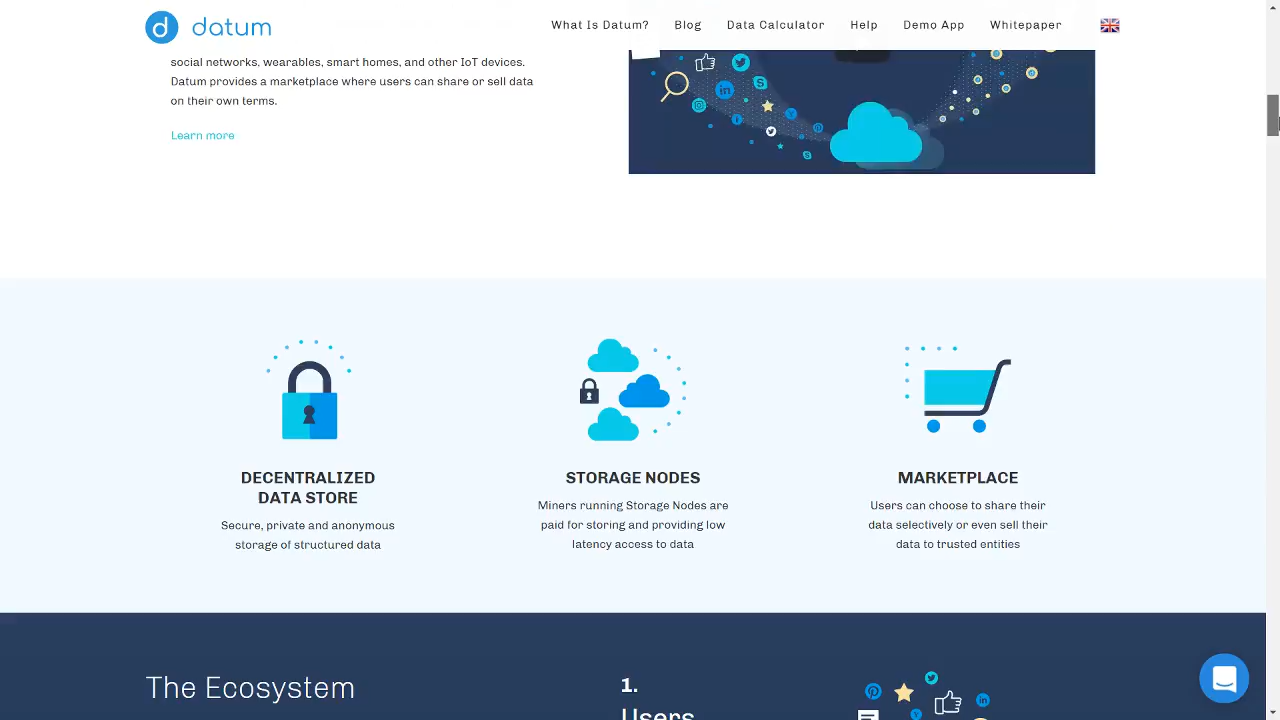 datum
What Is Datum? Blog Data Calculator Help Demo App Whitepaper
social networks, wearables, smart homes, and other IoT devices.
Datum provides a marketplace where users can share or sell data
on their own terms.
Learn more
DECENTRALIZED
DATA STORE
Secure, private and anonymous
storage of structured data
STORAGE NODES
Miners running Storage Nodes are
paid for storing and providing low
latency access to data
MARKETPLACE
Users can choose to share their
data selectively or even sell their
data to trusted entities
The Ecosystem
1.
Users